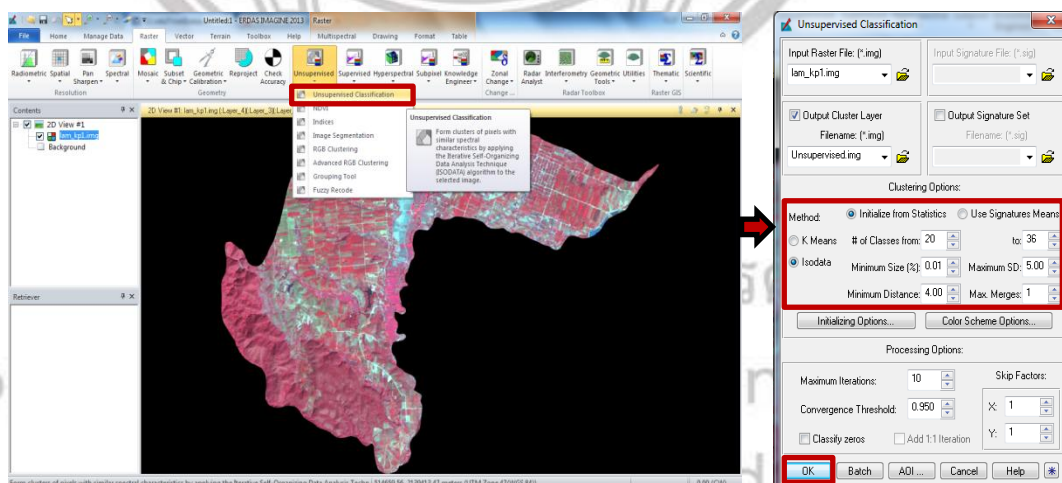 Untitled:1 - ERDAS IMAGINE 2013
Raster
File Home Manage Data Raster Vector Terrain Toolbox Help Multispectral Drawing Format Table
Radiometric Spatial Pan Sharpen Spectral Mosaic Subset & Chip Geometric Calibration Reproject Check Accuracy Unsupervised Supervised Hyperspectral Subpixel Knowledge Engineer Zonal Change Radar Analyst Interferometry Geometric Tools Utilities Thematic Scientific
Resolution Geometry Change ... Radar Toolbox Raster GIS
Unsupervised Classification
NDVI
Indices
Image Segmentation
RGB Clustering
Advanced RGB Clustering
Grouping Tool
Fuzzy Recode
Unsupervised Classification
Form clusters of pixels with
similar spectral
characteristics by applying
the Iterative Self-Organizing
Data Analysis Technique
(ISODATA) algorithm to the
selected image.
Contents
2D View #1
lam_kp1.img
Background
2D View #1: lam_kp1.img (:Layer_4)(:Layer_3)(:Layer
Retriever
Unsupervised Classification
Input Raster File: (*.img) Input Signature File: (*.sig)
lam_kp1.img
Output Cluster Layer Output Signature Set
Filename: (*.img) Filename: (*.sig)
Unsupervised.img
Clustering Options:
Method: Initialize from Statistics Use Signatures Means
K Means # of Classes from: 20 to: 36
Isodata Minimum Size (%): 0.01 Maximum SD: 5.00
Minimum Distance: 4.00 Max. Merges: 1
Initializing Options... Color Scheme Options...
Processing Options:
Maximum Iterations: 10 Skip Factors:
Convergence Threshold: 0.950 X: 1
Classify zeros Add 1:1 Iteration Y: 1
OK Batch AOI ... Cancel Help